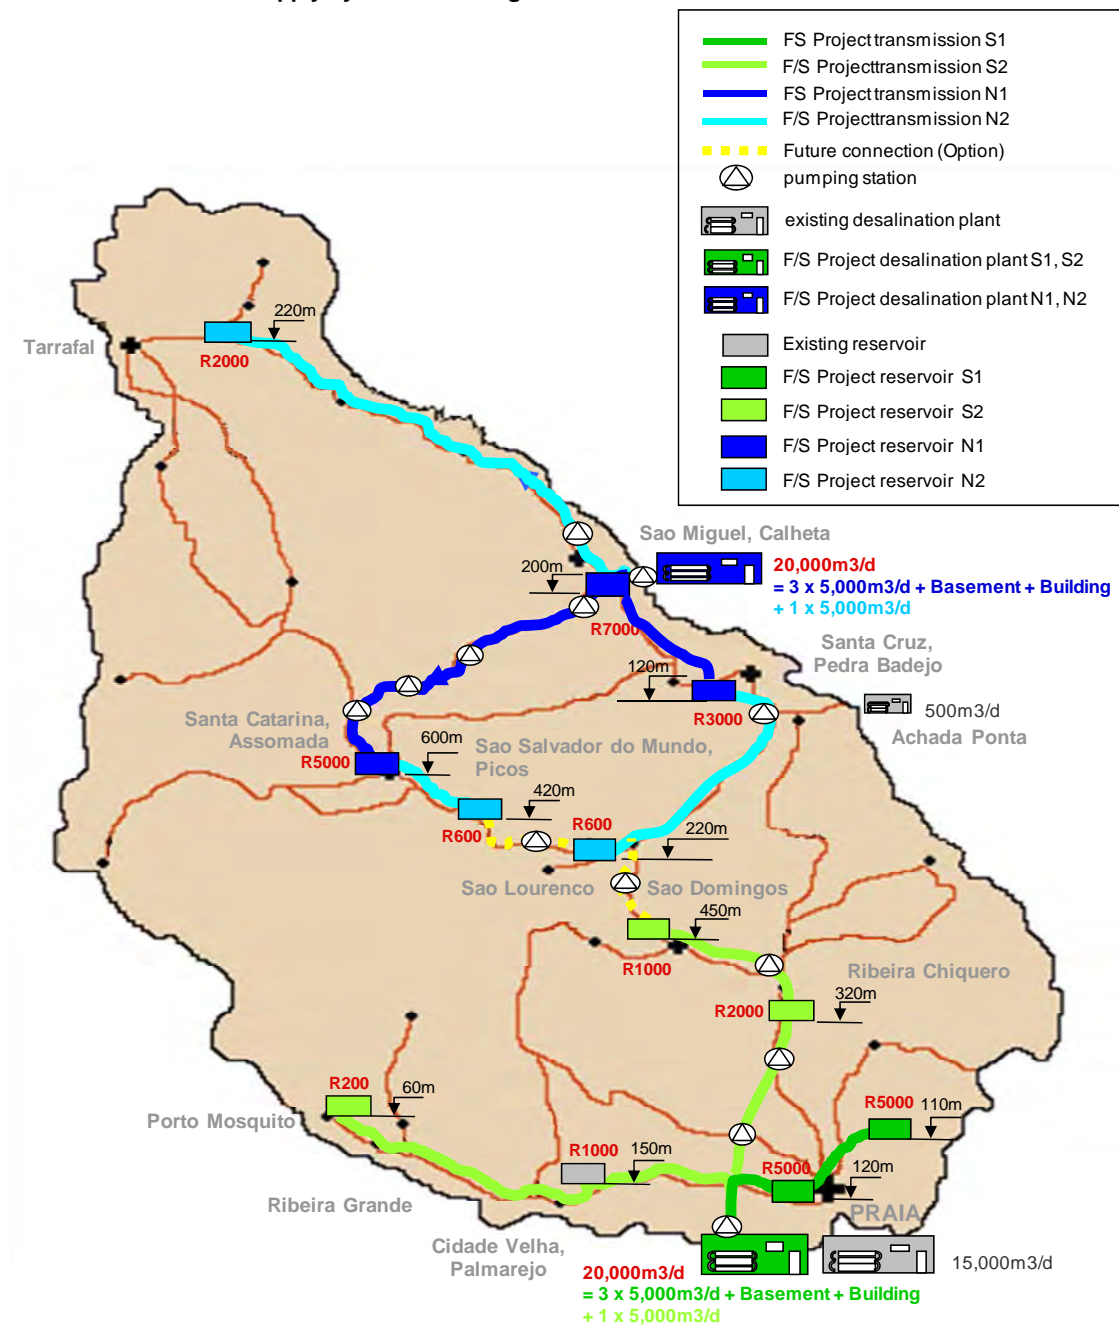 FS Project transmission S1
F/S Projecttransmission S2
FS Project transmission N1
F/S Projecttransmission N2
Future connection (Option)
pumping station
existing desalination plant
F/S Project desalination plant S1, S2
F/S Project desalination plant N1, N2
Existing reservoir
F/S Project reservoir S1
F/S Project reservoir S2
F/S Project reservoir N1
F/S Project reservoir N2
220m
Tarrafal
R2000
Sao Miguel, Calheta
200m
20,000m3/d
= 3 x 5,000m3/d + Basement + Building
+ 1 x 5,000m3/d
R7000
Santa Cruz,
Pedra Badejo
120m
R3000
500m3/d
Achada Ponta
Santa Catarina,
Assomada
R5000
600m
Sao Salvador do Mundo,
Picos
420m
R600
R600
220m
Sao Lourenco
Sao Domingos
450m
R1000
Ribeira Chiquero
R2000
320m
R200
60m
Porto Mosquito
R5000
110m
R1000
150m
R5000
120m
PRAIA
Ribeira Grande
Cidade Velha,
Palmarejo
15,000m3/d
20,000m3/d
= 3 x 5,000m3/d + Basement + Building
+ 1 x 5,000m3/d